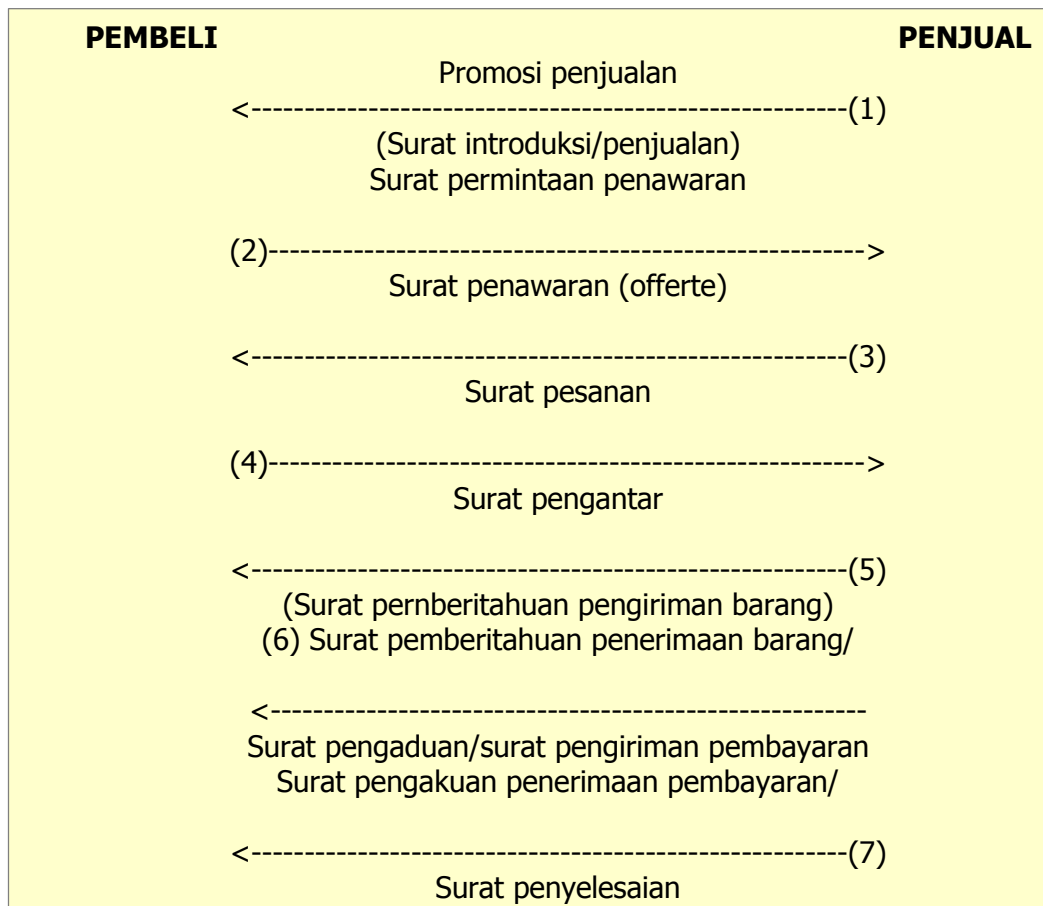 PEMBELI PENJUAL
Promosi penjualan
<--------------------------------------------------------(1)
(Surat introduksi/penjualan)
Surat permintaan penawaran
(2)-------------------------------------------------------->
Surat penawaran (offerte)
<--------------------------------------------------------(3)
Surat pesanan
(4)-------------------------------------------------------->
Surat pengantar
<--------------------------------------------------------(5)
(Surat pernberitahuan pengiriman barang)
(6) Surat pemberitahuan penerimaan barang/
<--------------------------------------------------------
Surat pengaduan/surat pengiriman pembayaran
Surat pengakuan penerimaan pembayaran/
<--------------------------------------------------------(7)
Surat penyelesaian